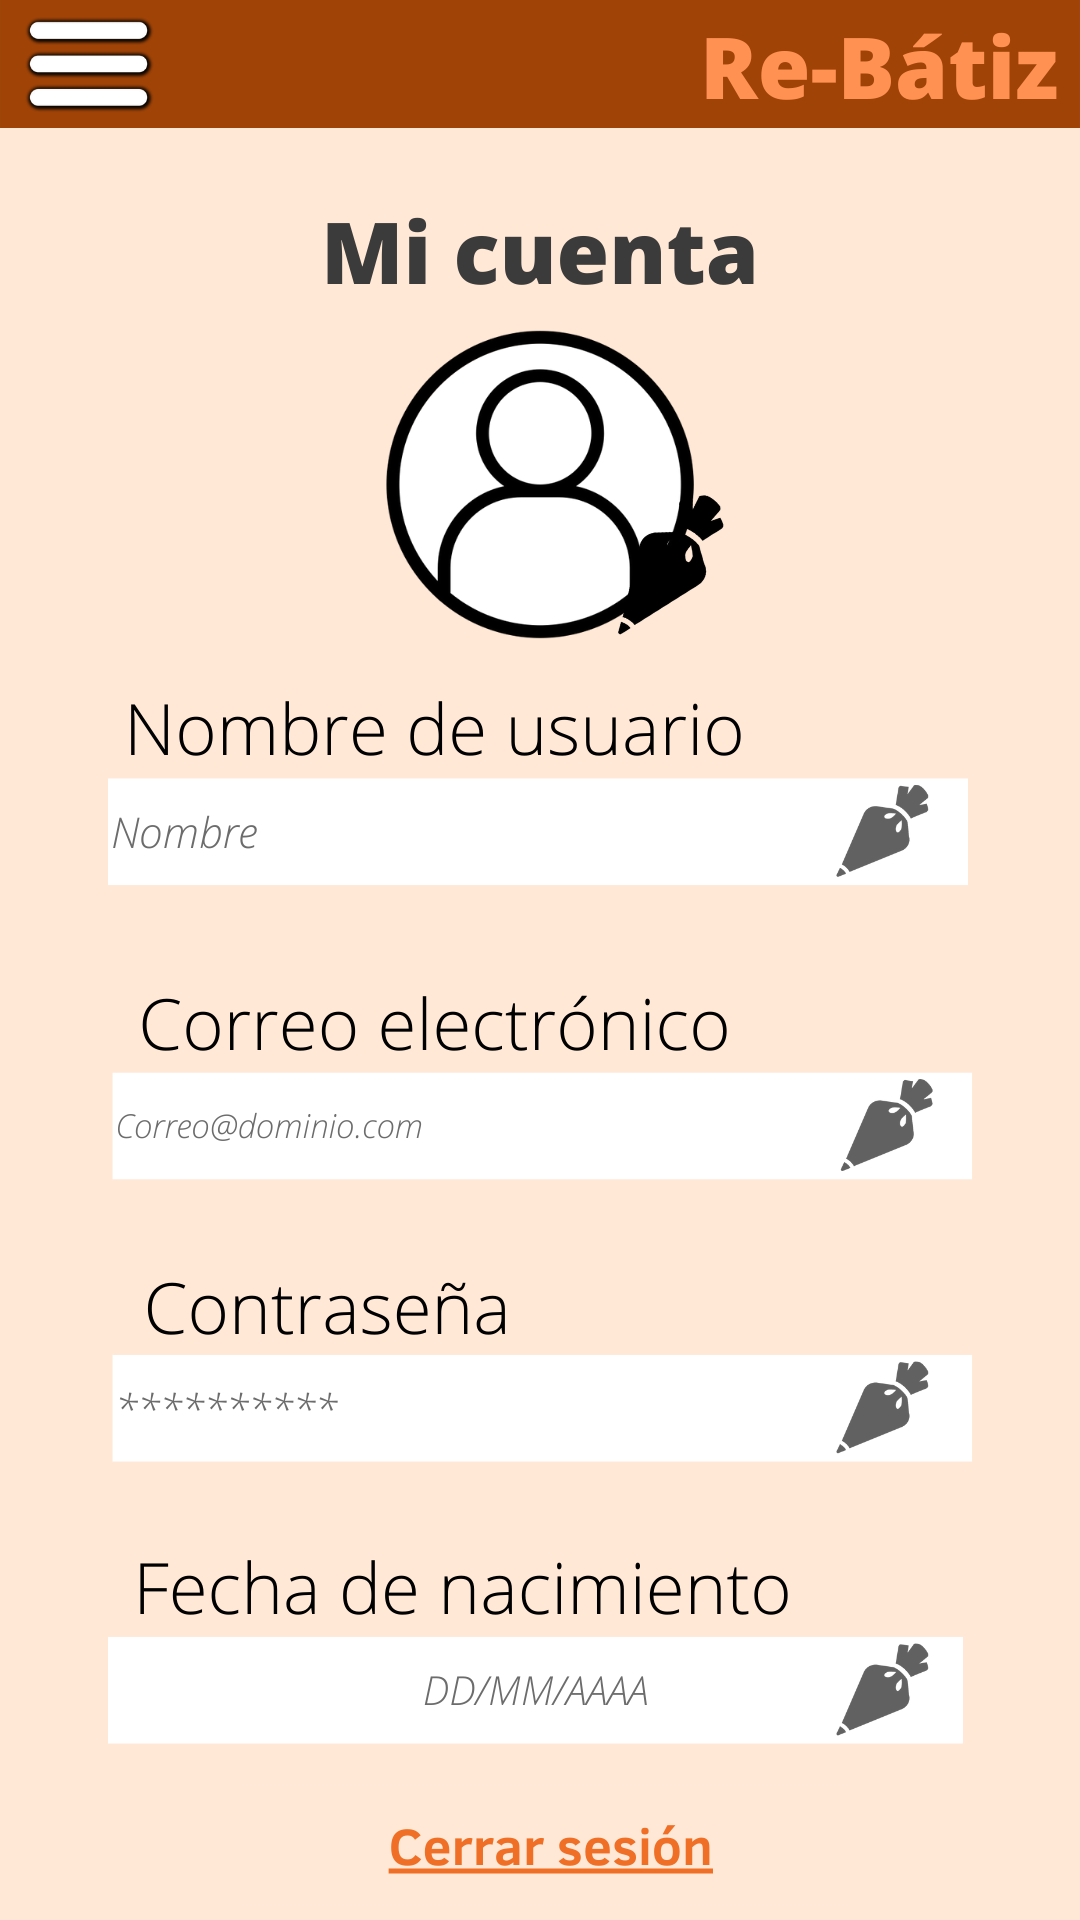 Re-Bátiz
Mi cuenta
Nombre de usuario
Nombre
Correo electrónico
Correo@dominio.com
Contraseña
**********
Fecha de nacimiento
DD/MM/AAAA
Cerrar sesión